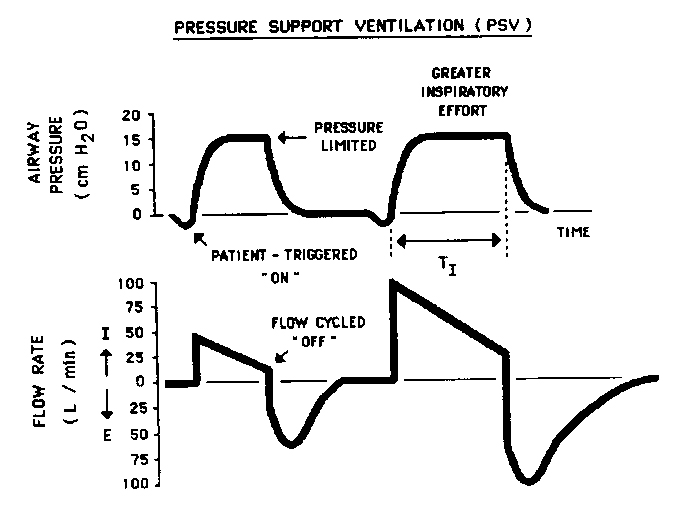 PRESSURE SUPPORT VENTILATION (PSV)
GREATER
INSPIRATORY
EFFORT
AIRWAY
PRESSURE
(cm H₂O)
20
15
10
5
0
PRESSURE
LIMITED
TIME
PATIENT - TRIGGERED
"ON"
T_I
FLOW RATE
(L / min)
I
E
100
75
50
25
0
25
50
75
100
FLOW CYCLED
"OFF"